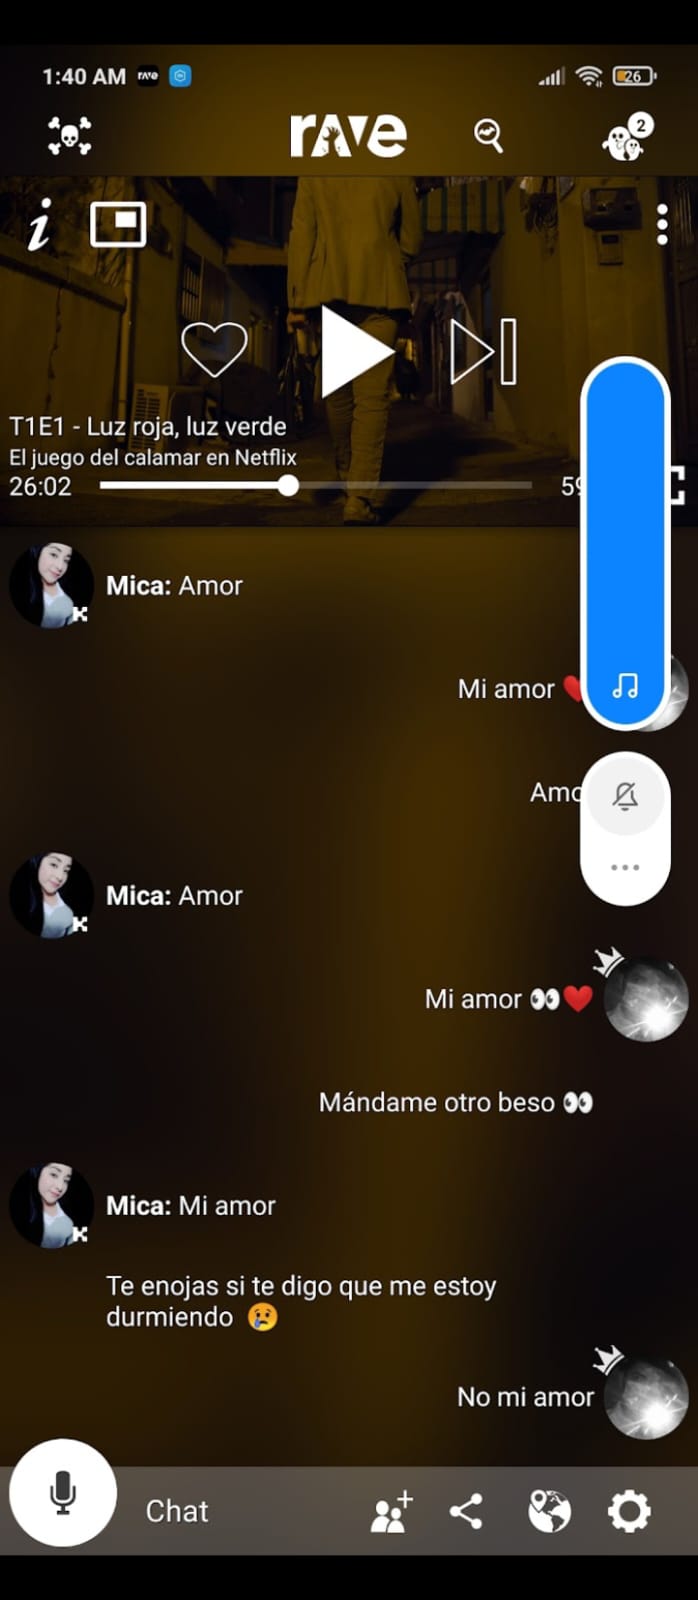 1:40 AM rave 26
rave 2
T1E1 - Luz roja, luz verde
El juego del calamar en Netflix
26:02
Mica: Amor
Mi amor ❤️
Mica: Amor
Mi amor 👀❤️
Mándame otro beso 👀
Mica: Mi amor
Te enojas si te digo que me estoy
durmiendo 😢
No mi amor
Chat